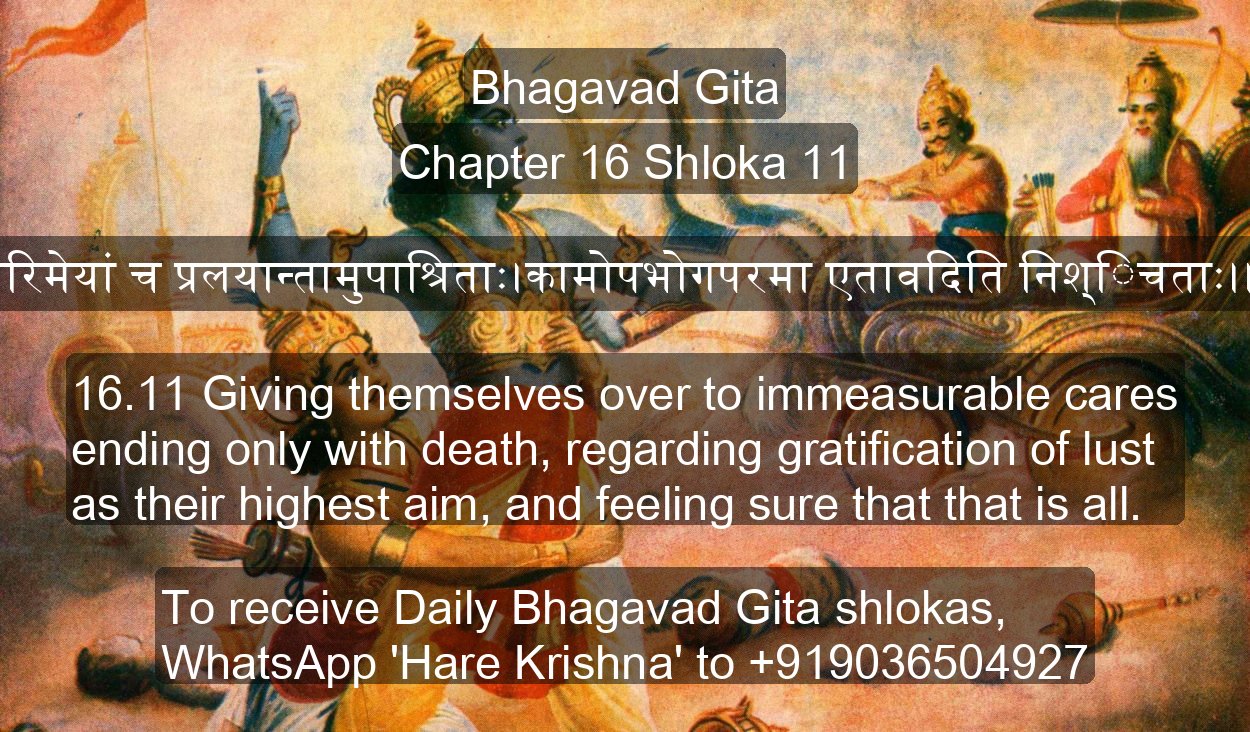 Bhagavad Gita
Chapter 16 Shloka 11
रिमेयां च प्रलयान्तामुपाश्रिताः।कामोपभोगपरमा एतावदिति निश्िचताः।।
16.11 Giving themselves over to immeasurable cares
ending only with death, regarding gratification of lust
as their highest aim, and feeling sure that that is all.
To receive Daily Bhagavad Gita shlokas,
WhatsApp 'Hare Krishna' to +919036504927